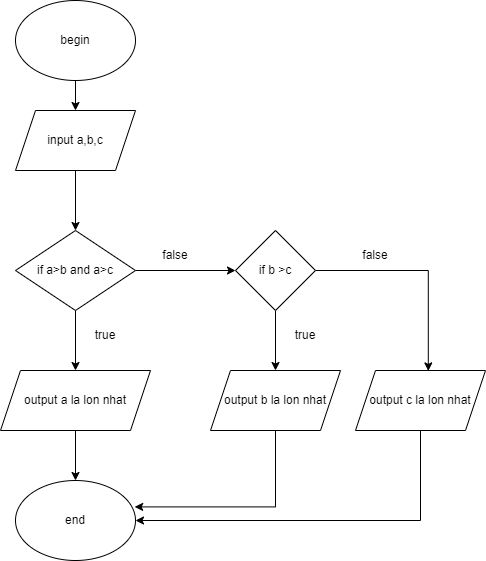 begin
input a,b,c
if a>b and a>c
false
if b >c
false
true
true
output a la lon nhat
output b la lon nhat
output c la lon nhat
end